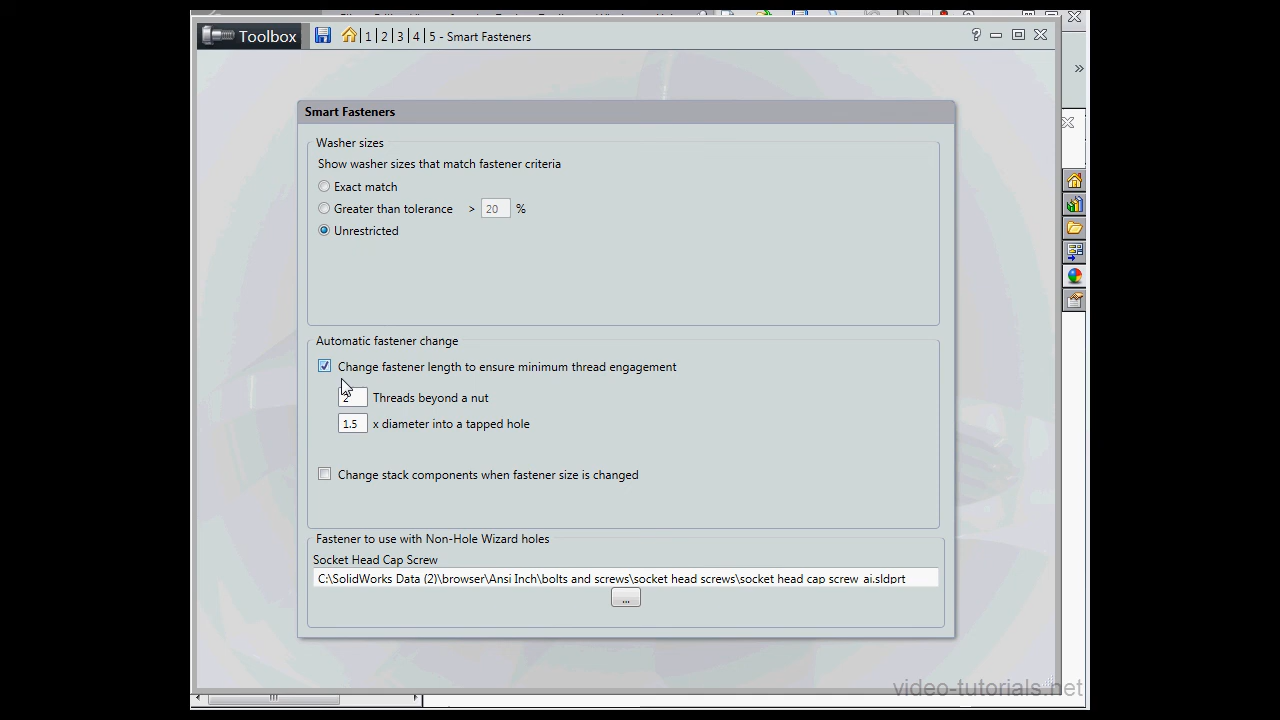 Toolbox 1 2 3 4 5 - Smart Fasteners
Smart Fasteners
Washer sizes
Show washer sizes that match fastener criteria
Exact match
Greater than tolerance > 20 %
Unrestricted
Automatic fastener change
Change fastener length to ensure minimum thread engagement
2 Threads beyond a nut
1.5 x diameter into a tapped hole
Change stack components when fastener size is changed
Fastener to use with Non-Hole Wizard holes
Socket Head Cap Screw
C:\SolidWorks Data (2)\browser\Ansi Inch\bolts and screws\socket head screws\socket head cap screw_ai.sldprt
...
video-tutorials.net